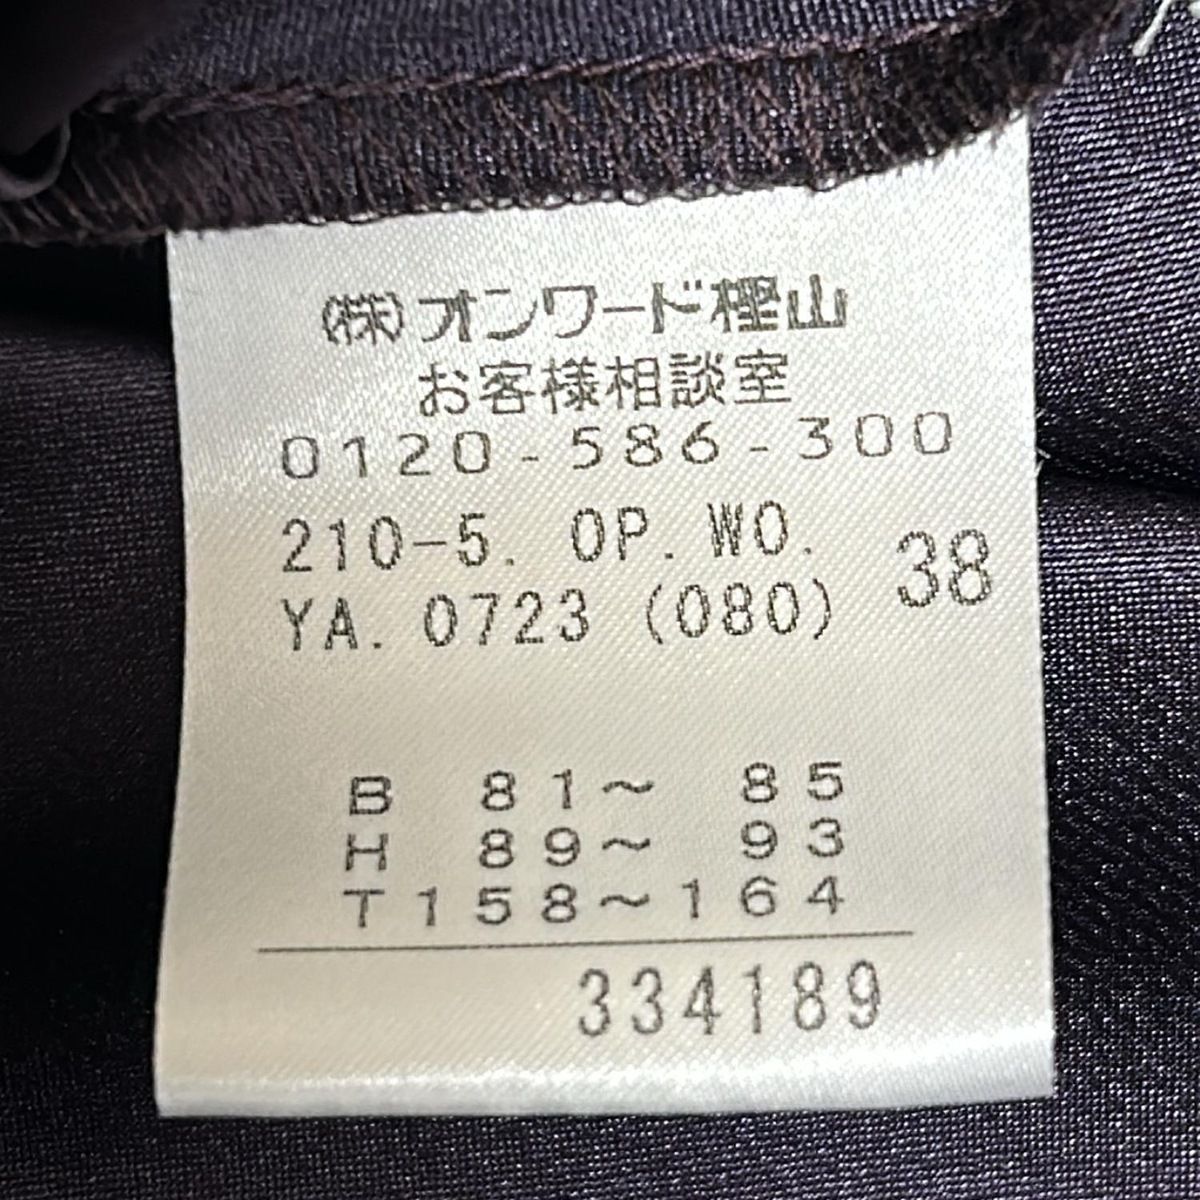 (株)オンワード樫山
お客様相談室
0120-586-300
210-5. OP. WO.
YA. 0723 (080) 38
B 81～ 85
H 89～ 93
T158～164
334189